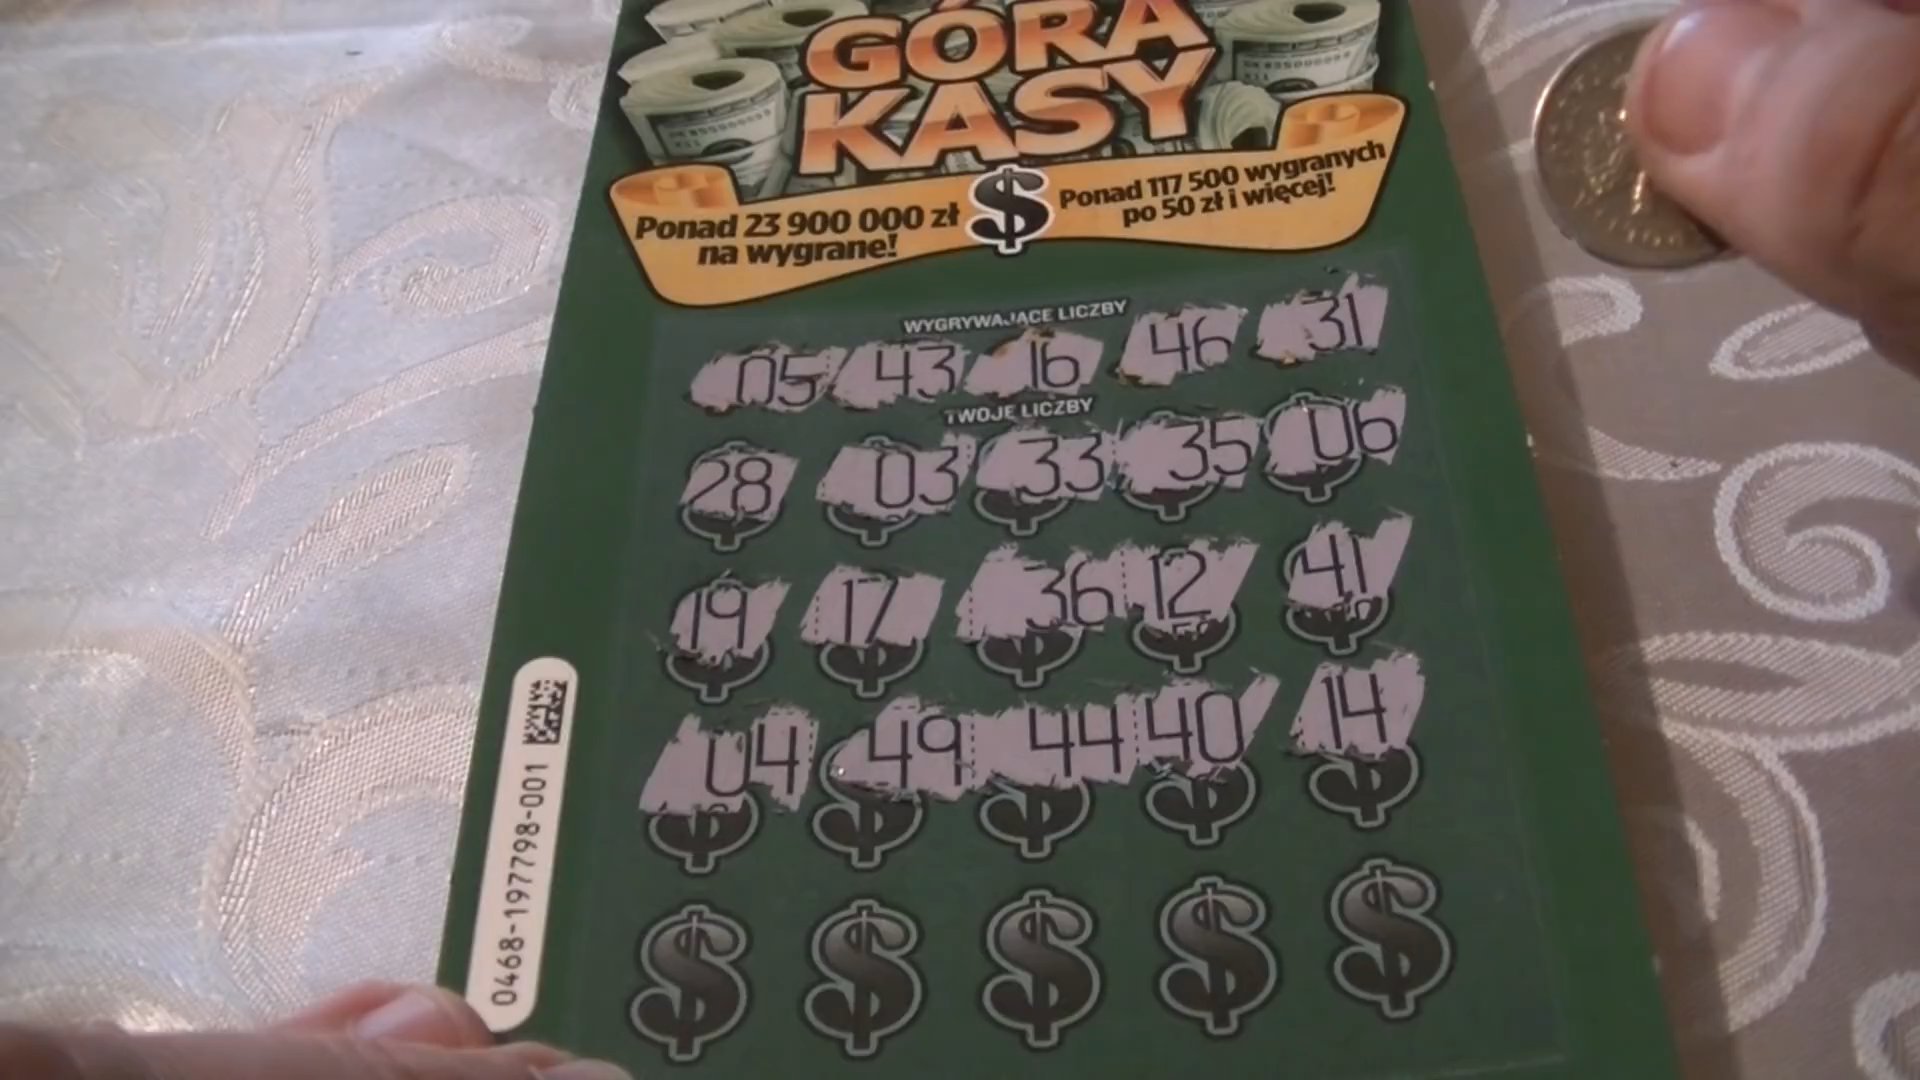 GÓRA
KASY
Ponad 23 900 000 zł
na wygrane!
$
Ponad 117 500 wygranych
po 50 zł i więcej!
WYGRYWAJĄCE LICZBY
05 43 16 46 31
TWOJE LICZBY
28 03 33 35 06
19 17 36 12 41
04 49 44 40 14
$ $ $ $ $
0468-197798-001